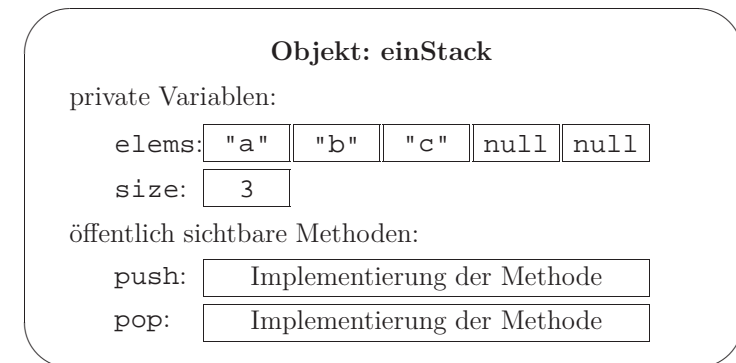 Objekt: einStack
private Variablen:
elems: "a" "b" "c" null null
size: 3
öffentlich sichtbare Methoden:
push: Implementierung der Methode
pop: Implementierung der Methode